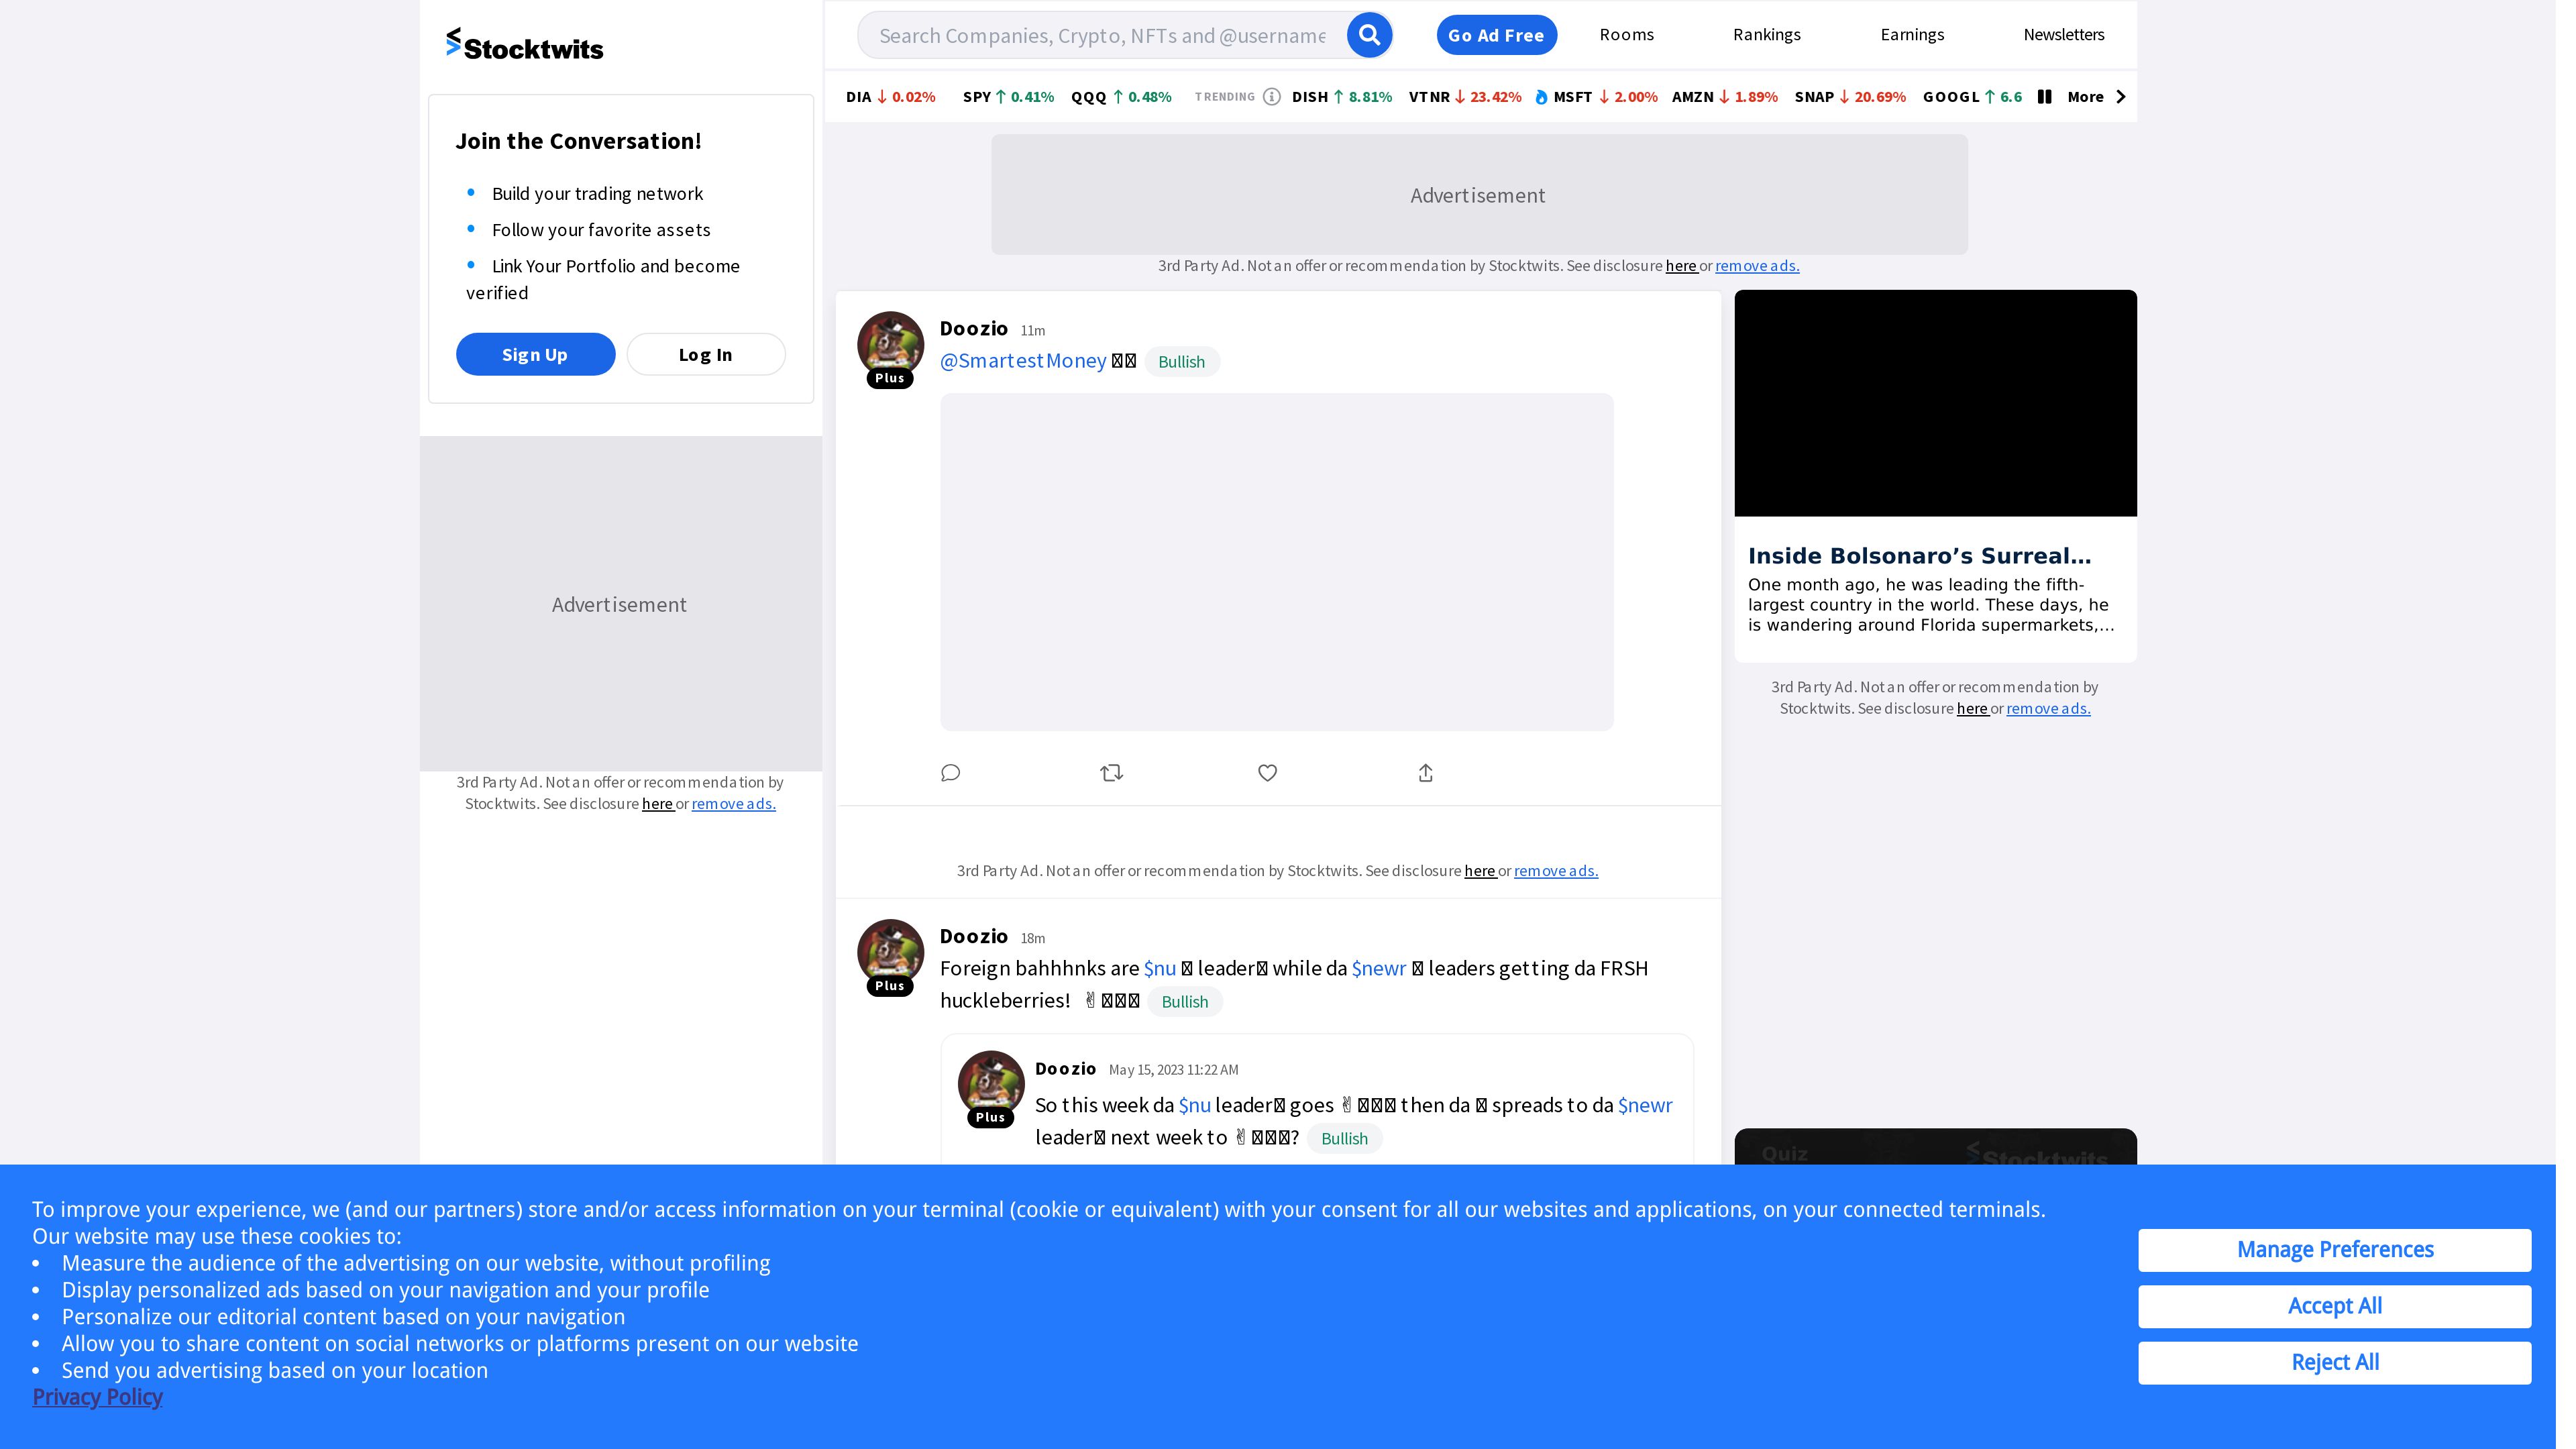 Stocktwits
Search Companies, Crypto, NFTs and @username
Go Ad Free
Rooms
Rankings
Earnings
Newsletters
DIA ↓ 0.02% SPY ↑ 0.41% QQQ ↑ 0.48% TRENDING DISH ↑ 8.81% VTNR ↓ 23.42% MSFT ↓ 2.00% AMZN ↓ 1.89% SNAP ↓ 20.69% GOOGL ↑ 6.6 More
Join the Conversation!
• Build your trading network
• Follow your favorite assets
• Link Your Portfolio and become
verified
Sign Up
Log In
Advertisement
3rd Party Ad. Not an offer or recommendation by
Stocktwits. See disclosure here or remove ads.
Advertisement
3rd Party Ad. Not an offer or recommendation by Stocktwits. See disclosure here or remove ads.
Doozio 11m
@SmartestMoney Bullish
Plus
3rd Party Ad. Not an offer or recommendation by Stocktwits. See disclosure here or remove ads.
Doozio 18m
Plus
Foreign bahhhnks are $nu leader while da $newr leaders getting da FRSH
huckleberries! ✌ Bullish
Doozio May 15, 2023 11:22 AM
Plus
So this week da $nu leader goes ✌ then da spreads to da $newr
leader next week to ✌ ? Bullish
Inside Bolsonaro’s Surreal…
One month ago, he was leading the fifth-
largest country in the world. These days, he
is wandering around Florida supermarkets,…
3rd Party Ad. Not an offer or recommendation by
Stocktwits. See disclosure here or remove ads.
Quiz
Stocktwits
To improve your experience, we (and our partners) store and/or access information on your terminal (cookie or equivalent) with your consent for all our websites and applications, on your connected terminals.
Our website may use these cookies to:
• Measure the audience of the advertising on our website, without profiling
• Display personalized ads based on your navigation and your profile
• Personalize our editorial content based on your navigation
• Allow you to share content on social networks or platforms present on our website
• Send you advertising based on your location
Privacy Policy
Manage Preferences
Accept All
Reject All